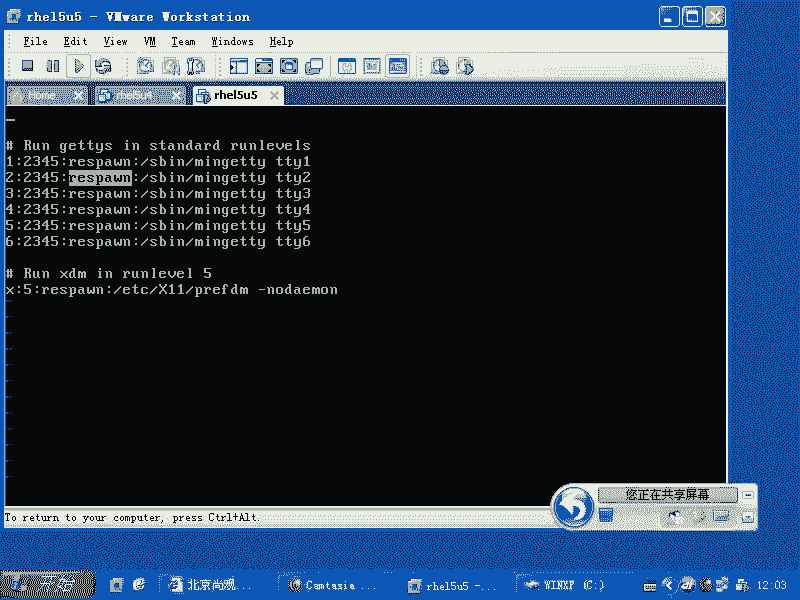 rhel5u5 - VMware Workstation
File Edit View VM Team Windows Help
Home rhel5u4 rhel5u5
# Run gettys in standard runlevels
1:2345:respawn:/sbin/mingetty tty1
2:2345:respawn:/sbin/mingetty tty2
3:2345:respawn:/sbin/mingetty tty3
4:2345:respawn:/sbin/mingetty tty4
5:2345:respawn:/sbin/mingetty tty5
6:2345:respawn:/sbin/mingetty tty6
# Run xdm in runlevel 5
x:5:respawn:/etc/X11/prefdm -nodaemon
~
~
~
~
~
~
~
~
~
~
~
~
您正在共享屏幕
To return to your computer, press Ctrl+Alt.
开始 北京尚观... Camtasia ... rhel5u5 -... WINXP (C:) 12:03